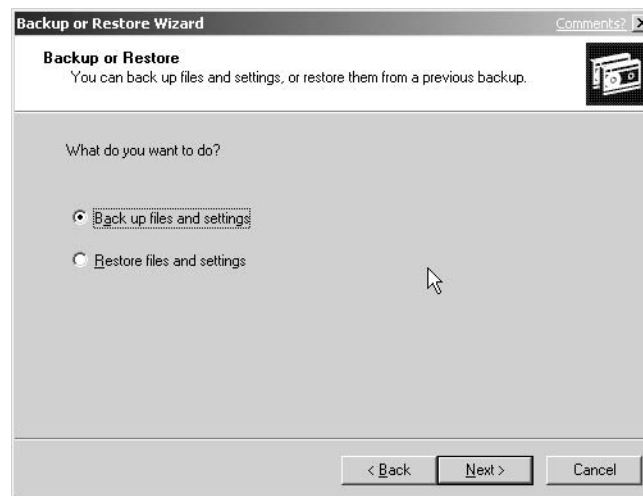 Backup or Restore Wizard Comments?
Backup or Restore
You can back up files and settings, or restore them from a previous backup.
What do you want to do?
Back up files and settings
Restore files and settings
< Back Next > Cancel